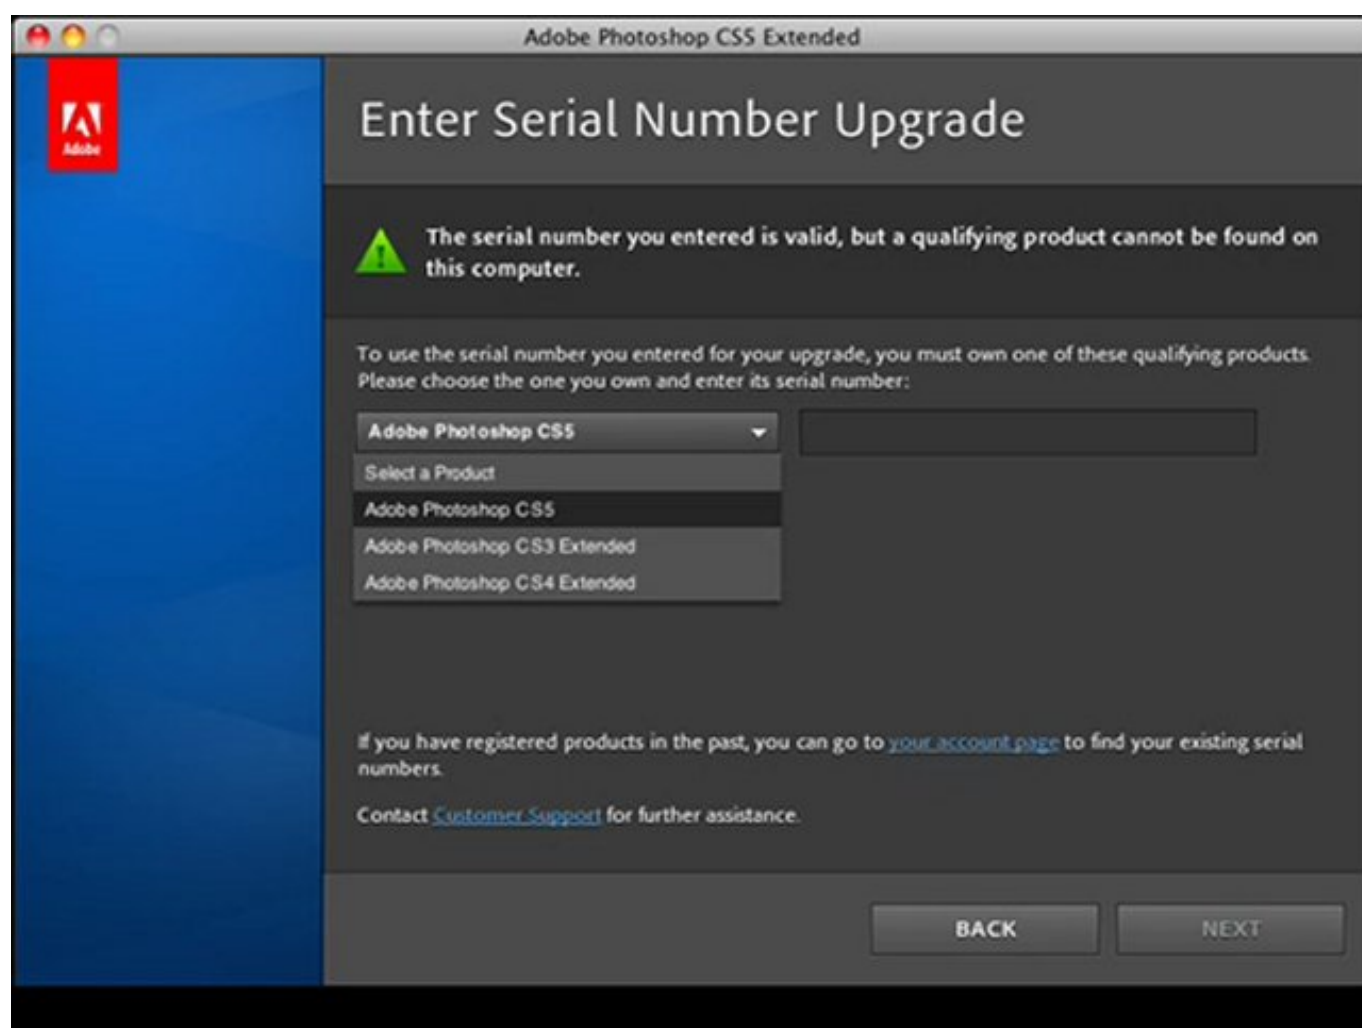 Adobe Photoshop CS5 Extended
Adobe
Enter Serial Number Upgrade
The serial number you entered is valid, but a qualifying product cannot be found on
this computer.
To use the serial number you entered for your upgrade, you must own one of these qualifying products.
Please choose the one you own and enter its serial number:
Adobe Photoshop CS5
Select a Product
Adobe Photoshop CS5
Adobe Photoshop CS3 Extended
Adobe Photoshop CS4 Extended
If you have registered products in the past, you can go to your account page to find your existing serial
numbers.
Contact Customer Support for further assistance.
BACK NEXT